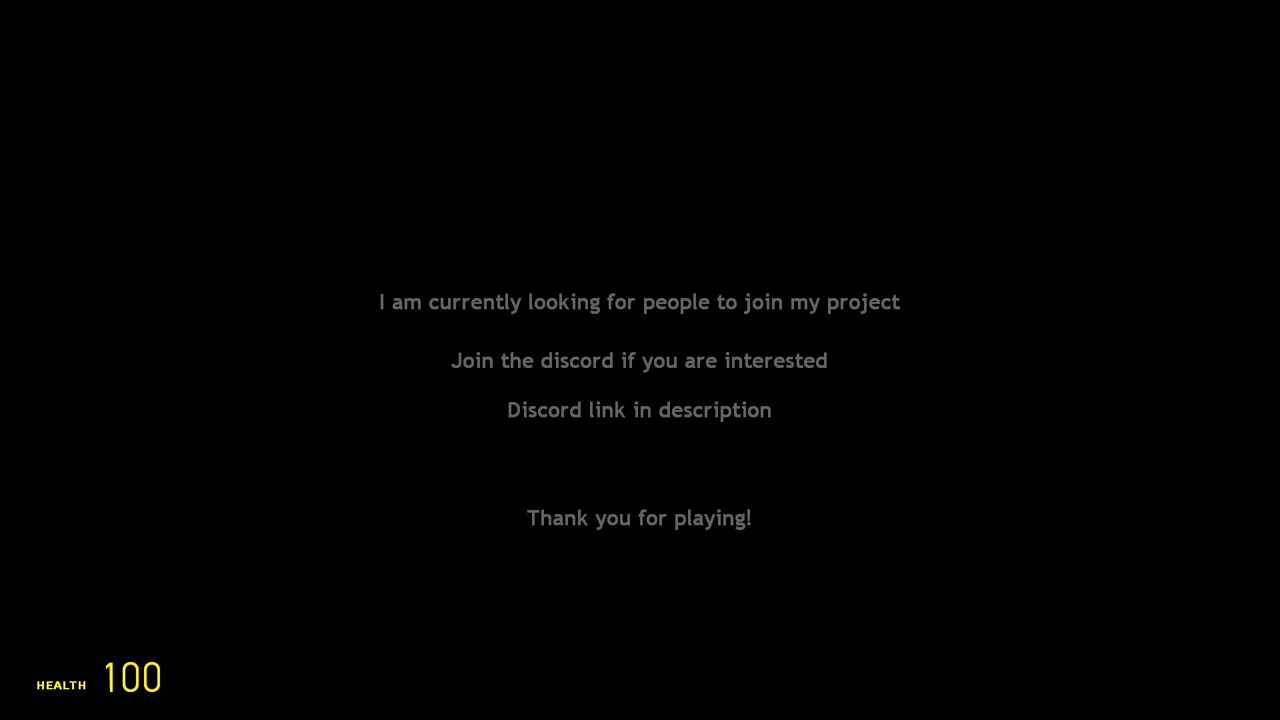 I am currently looking for people to join my project
Join the discord if you are interested
Discord link in description
Thank you for playing!
HEALTH 100